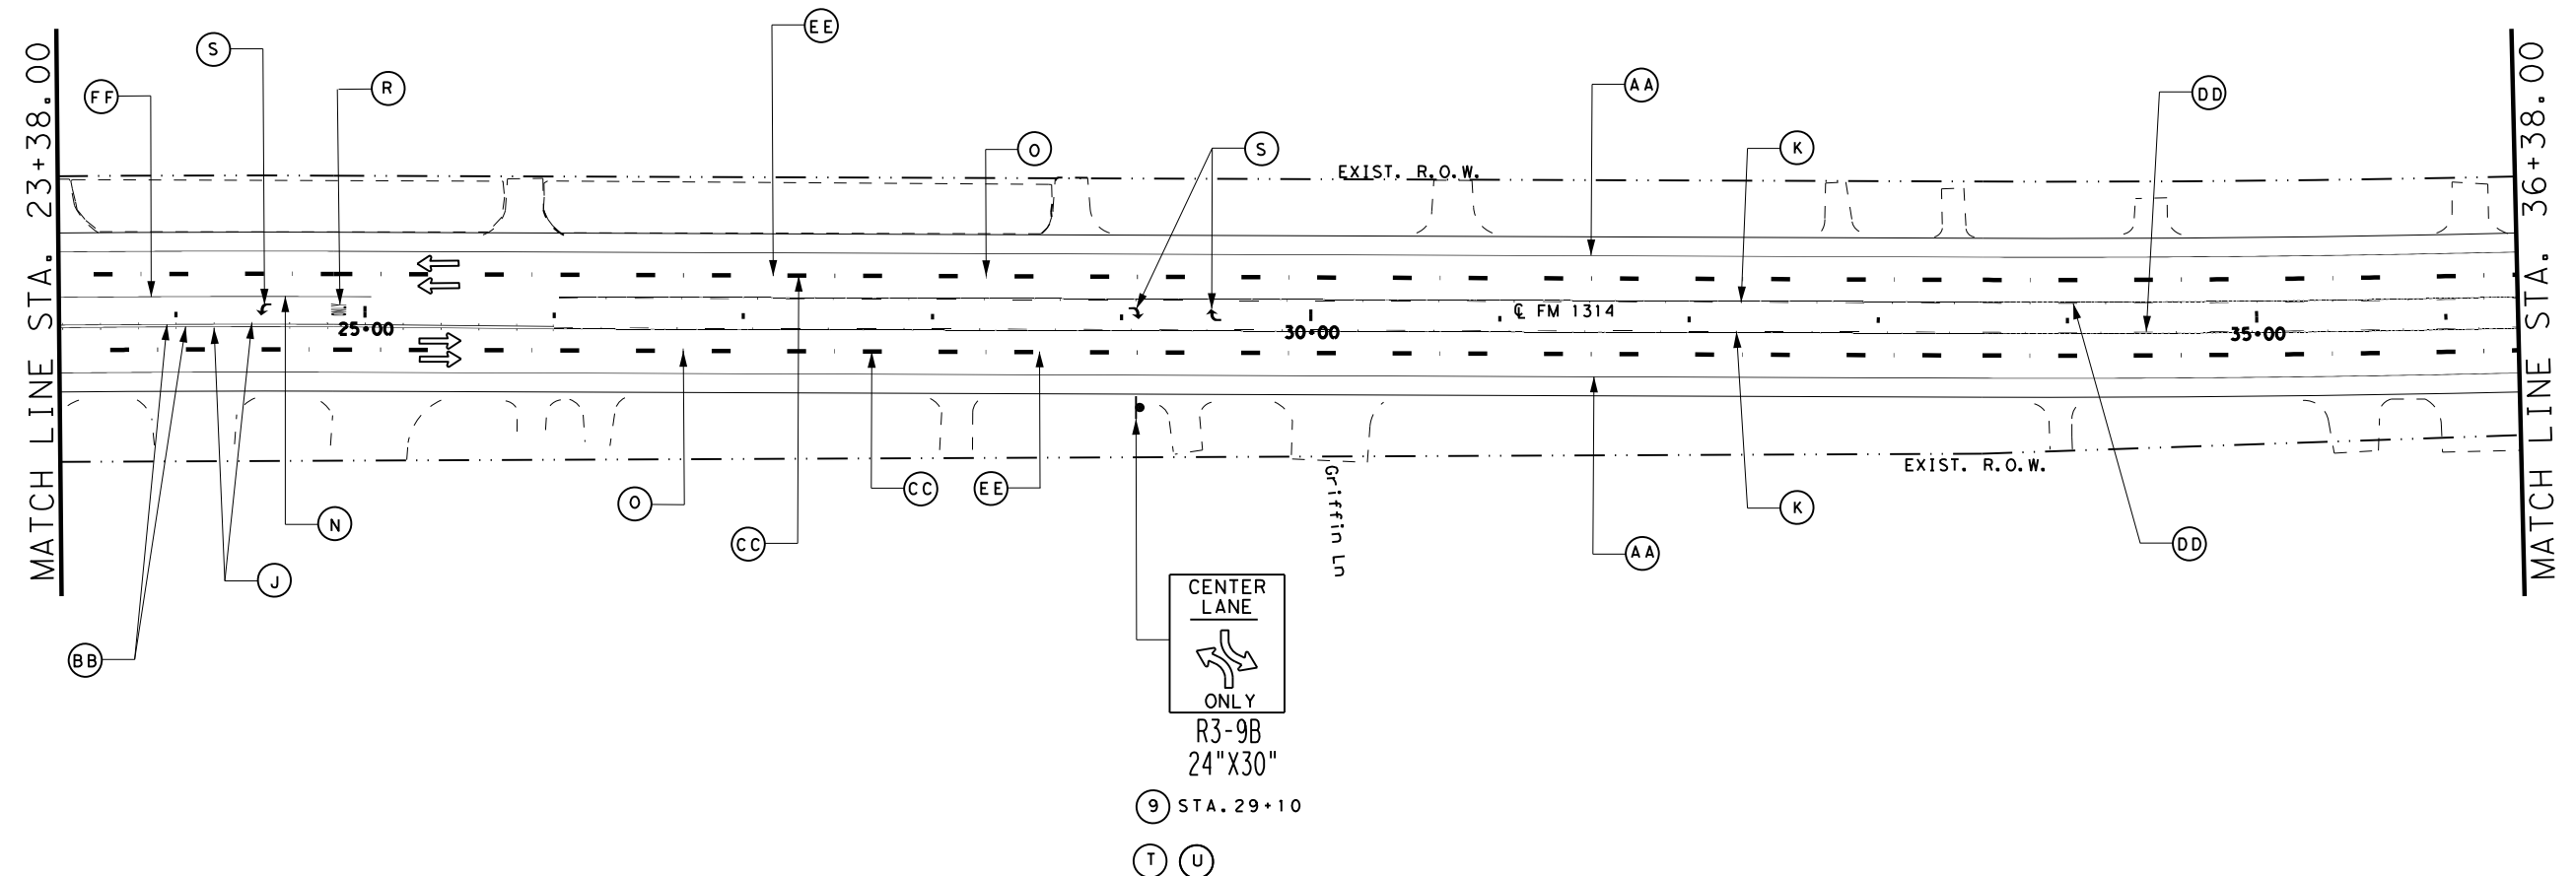 MATCH LINE STA. 23+38.00
FF
S
R
EE
O
S
EXIST. R.O.W.
AA
K
DD
MATCH LINE STA. 36+38.00
25+00
30+00
℄ FM 1314
35+00
BB
J
N
O
CC
CC
EE
Griffin Ln
AA
K
EXIST. R.O.W.
DD
CENTER
LANE
ONLY
R3-9B
24"X30"
9 STA.29+10
T U